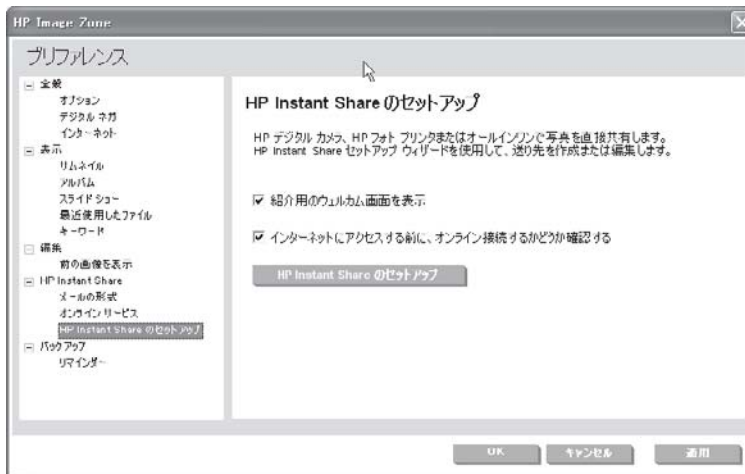 HP Image Zone
プリファレンス
全般
オプション
デジタル ネガ
インターネット
表示
サムネイル
アルバム
スライド ショー
最近使用したファイル
キーワード
編集
前の画像を表示
HP Instant Share
メールの形式
オンライン サービス
HP Instant Share のセットアップ
バックアップ
リマインダー
HP Instant Share のセットアップ
HP デジタル カメラ、HP フォト プリンタまたはオールインワンで写真を直接共有します。
HP Instant Share セットアップ ウィザードを使用して、送り先を作成または編集します。
紹介用のウェルカム画面を表示
インターネットにアクセスする前に、オンライン接続するかどうか確認する
HP Instant Share のセットアップ
OK
キャンセル
適用